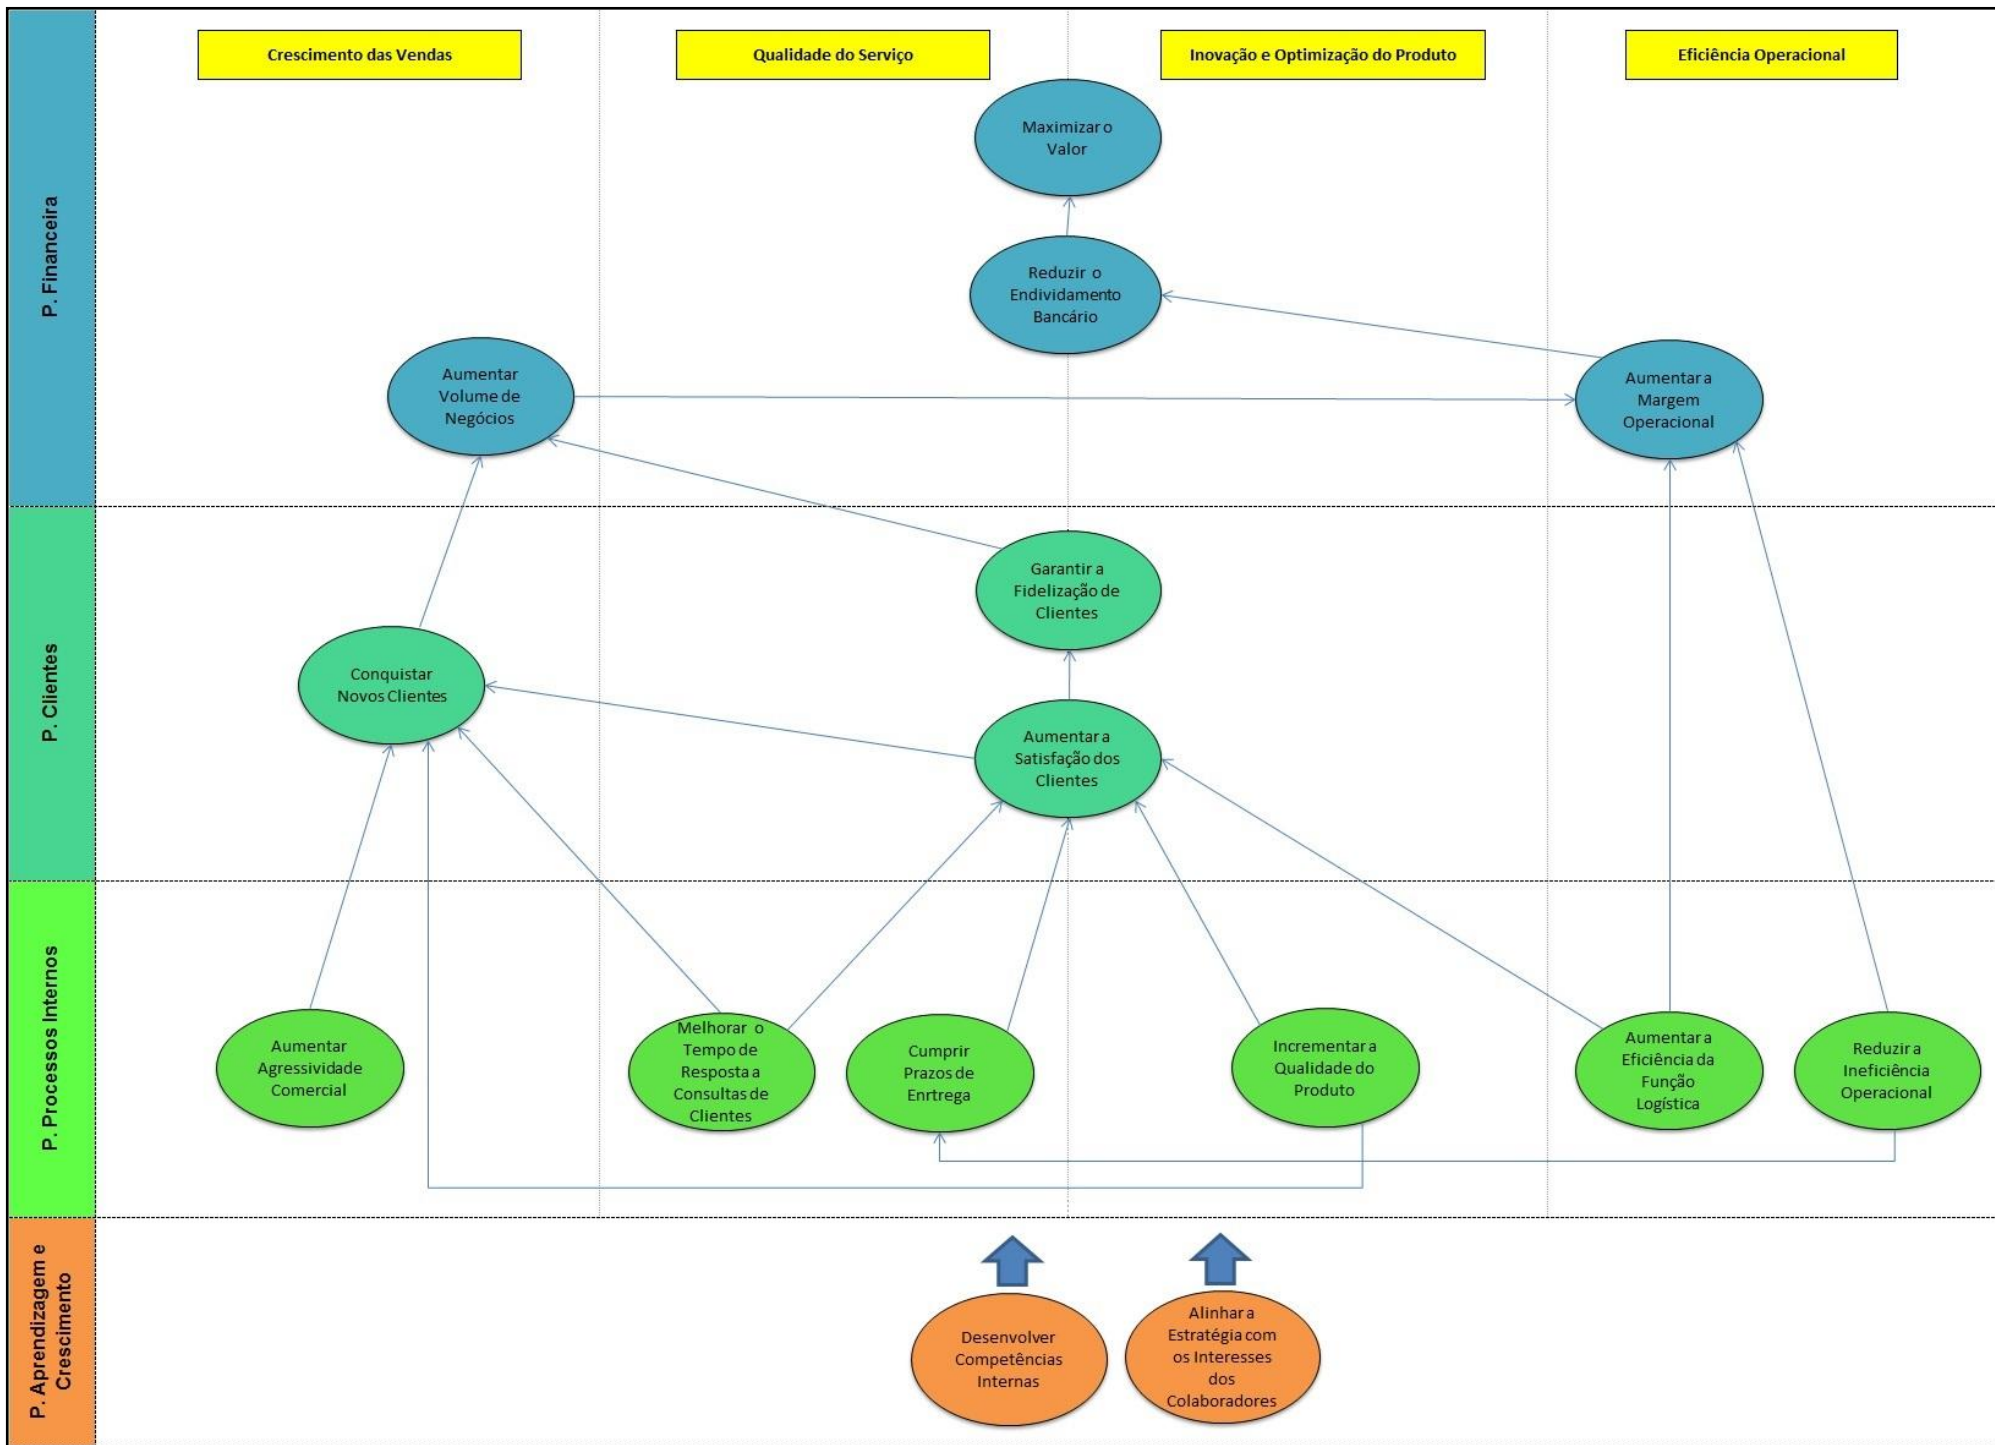 Crescimento das Vendas
Qualidade do Serviço
Inovação e Optimização do Produto
Eficiência Operacional
P. Financeira
Maximizar o
Valor
Reduzir o
Endividamento
Bancário
Aumentar
Volume de
Negócios
Aumentar a
Margem
Operacional
P. Clientes
Garantir a
Fidelização de
Clientes
Conquistar
Novos Clientes
Aumentar a
Satisfação dos
Clientes
P. Processos Internos
Aumentar
Agressividade
Comercial
Melhorar o
Tempo de
Resposta a
Consultas de
Clientes
Cumprir
Prazos de
Enrtrega
Incrementar a
Qualidade do
Produto
Aumentar a
Eficiência da
Função
Logística
Reduzir a
Ineficiência
Operacional
P. Aprendizagem e
Crescimento
Desenvolver
Competências
Internas
Alinhar a
Estratégia com
os Interesses
dos
Colaboradores